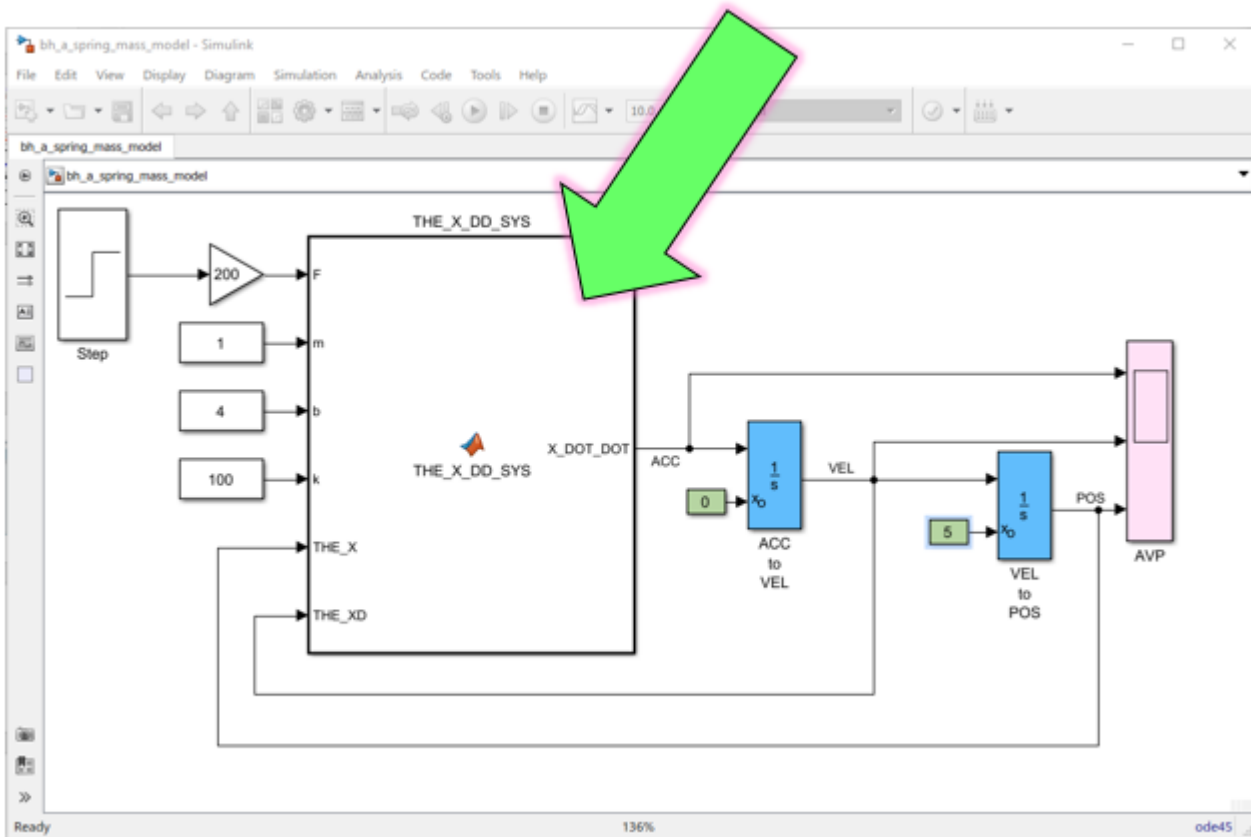 bh_a_spring_mass_model - Simulink
File Edit View Display Diagram Simulation Analysis Code Tools Help
10.0
bh_a_spring_mass_model
bh_a_spring_mass_model
THE_X_DD_SYS
200
F
Step
1
m
4
b
100
k
THE_X_DD_SYS
X_DOT_DOT
ACC
THE_X
THE_XD
0
1
s
xo
ACC
to
VEL
VEL
5
1
s
xo
VEL
to
POS
POS
AVP
Ready 136% ode45